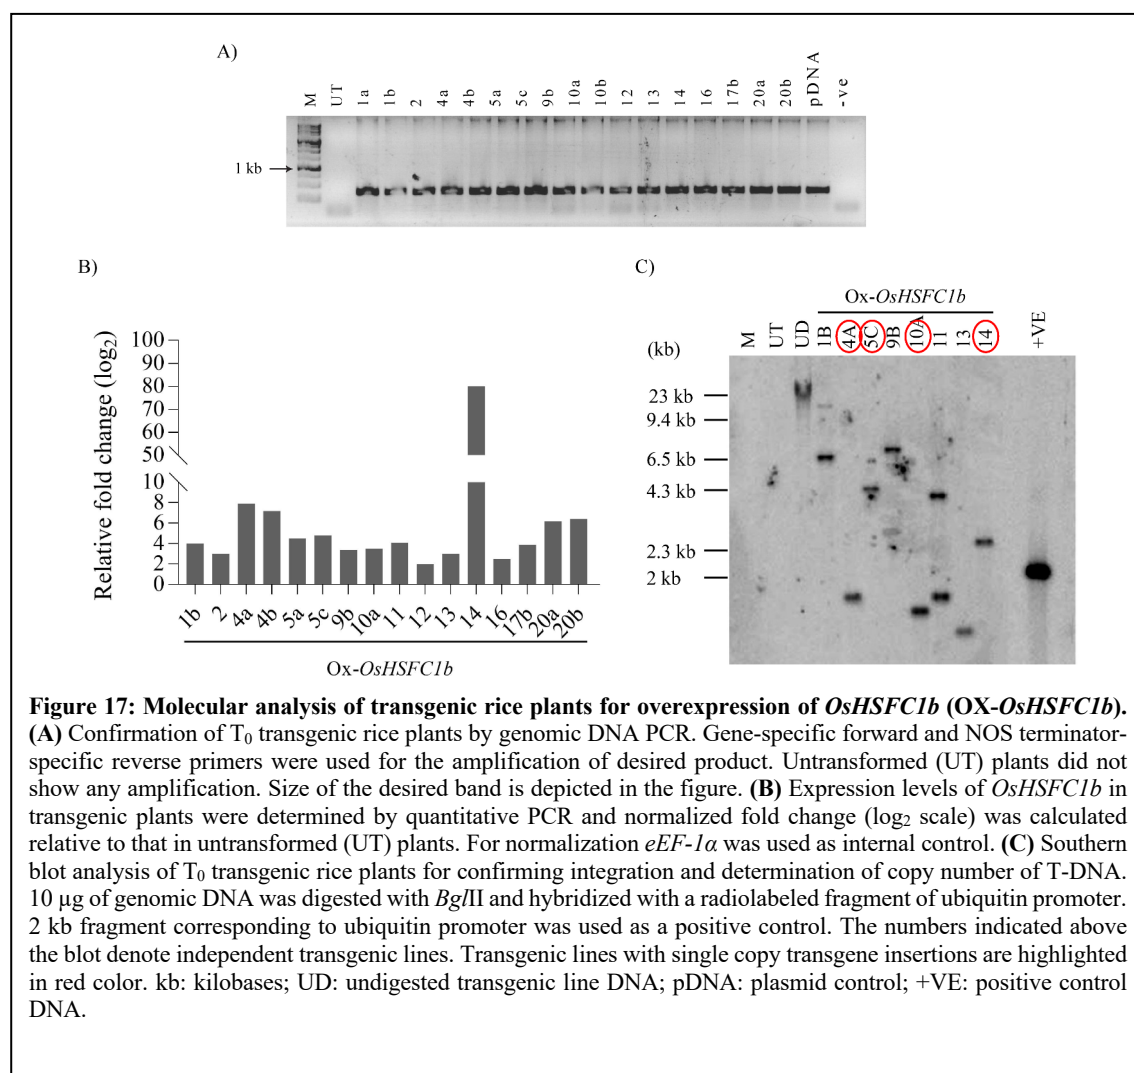 A)
M UT 1a 1b 2 4a 4b 5a 5c 9b 10a 10b 12 13 14 16 17b 20a 20b pDNA -ve
1 kb
B)
Relative fold change (log₂)
100
90
80
70
60
50
10
8
6
4
2
0
1b 2 4a 4b 5a 5c 9b 10a 11 12 13 14 16 17b 20a 20b
Ox-OsHSFC1b
C)
Ox-OsHSFC1b
(kb) M UT UD 1B 4A 5C 9B 10A 11 13 14 +VE
23 kb
9.4 kb
6.5 kb
4.3 kb
2.3 kb
2 kb
Figure 17: Molecular analysis of transgenic rice plants for overexpression of OsHSFC1b (OX-OsHSFC1b).
(A) Confirmation of T₀ transgenic rice plants by genomic DNA PCR. Gene-specific forward and NOS terminator-
specific reverse primers were used for the amplification of desired product. Untransformed (UT) plants did not
show any amplification. Size of the desired band is depicted in the figure. (B) Expression levels of OsHSFC1b in
transgenic plants were determined by quantitative PCR and normalized fold change (log₂ scale) was calculated
relative to that in untransformed (UT) plants. For normalization eEF-1α was used as internal control. (C) Southern
blot analysis of T₀ transgenic rice plants for confirming integration and determination of copy number of T-DNA.
10 µg of genomic DNA was digested with BglII and hybridized with a radiolabeled fragment of ubiquitin promoter.
2 kb fragment corresponding to ubiquitin promoter was used as a positive control. The numbers indicated above
the blot denote independent transgenic lines. Transgenic lines with single copy transgene insertions are highlighted
in red color. kb: kilobases; UD: undigested transgenic line DNA; pDNA: plasmid control; +VE: positive control
DNA.